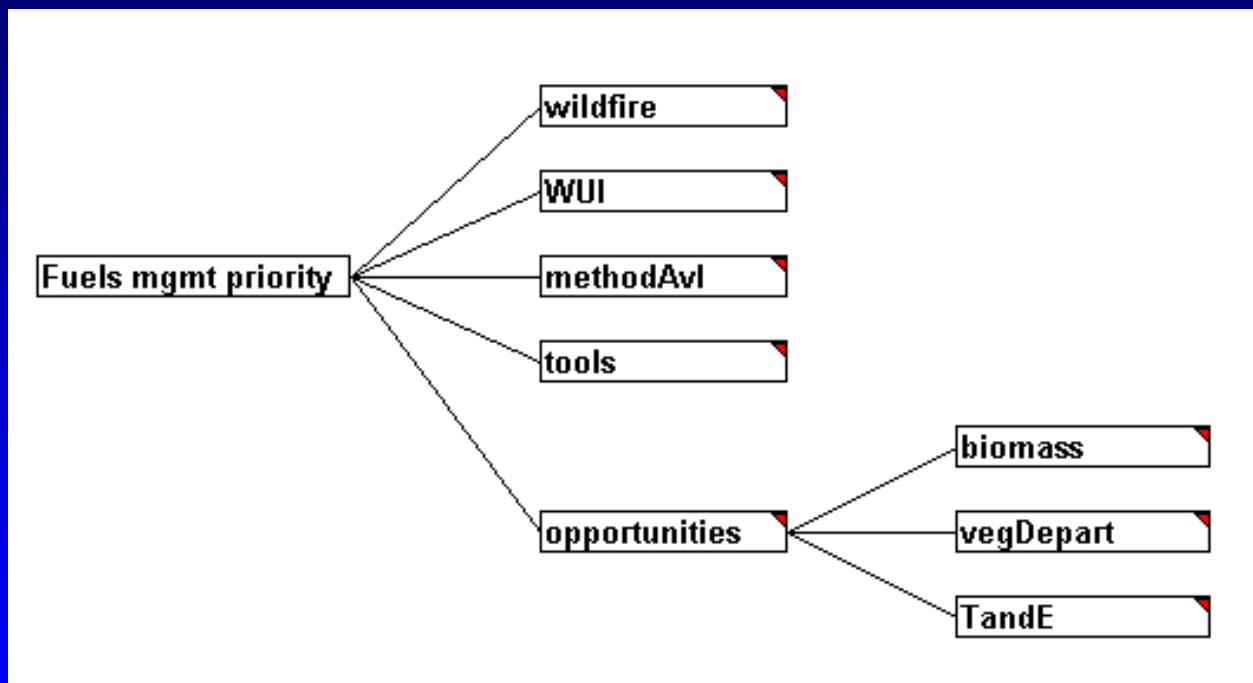 wildfire
WUI
Fuels mgmt priority
methodAvl
tools
biomass
opportunities
vegDepart
TandE